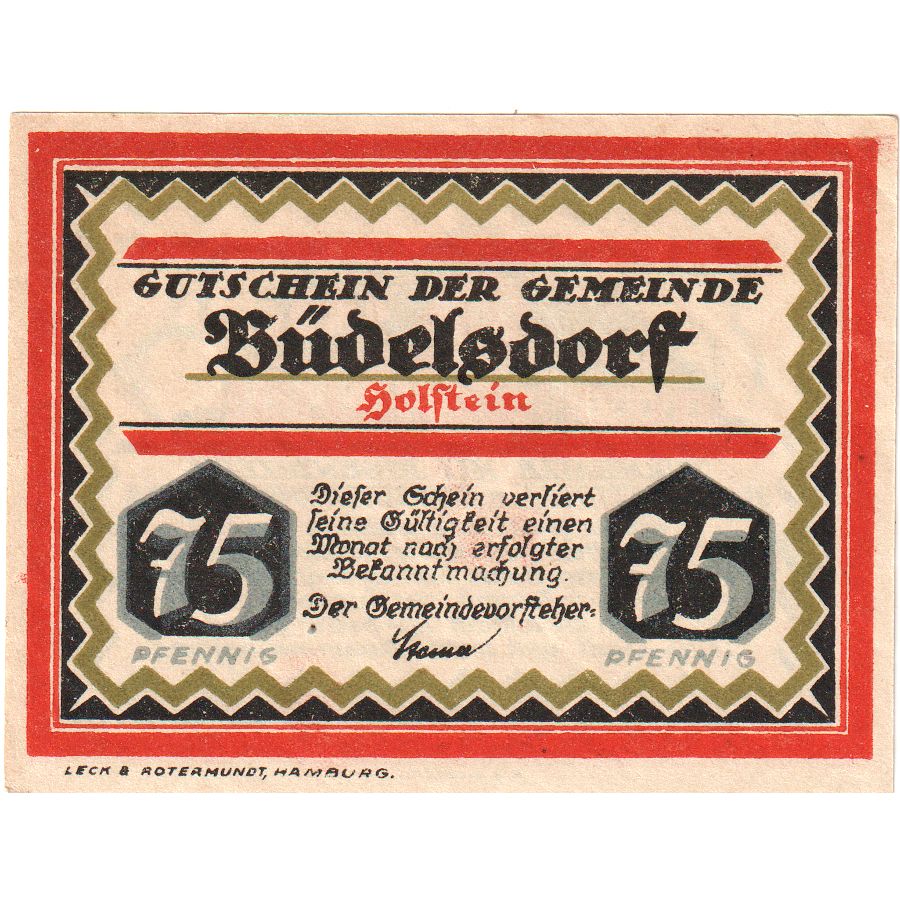 GUTSCHEIN DER GEMEINDE
Büdelsdorf
Holſtein
75
PFENNIG
Dieſer Schein verliert
ſeine Gültigkeit einen
Monat nach erfolgter
Bekanntmachung.
Der Gemeindevorſteher:
75
PFENNIG
LECK & ROTERMUNDT, HAMBURG.